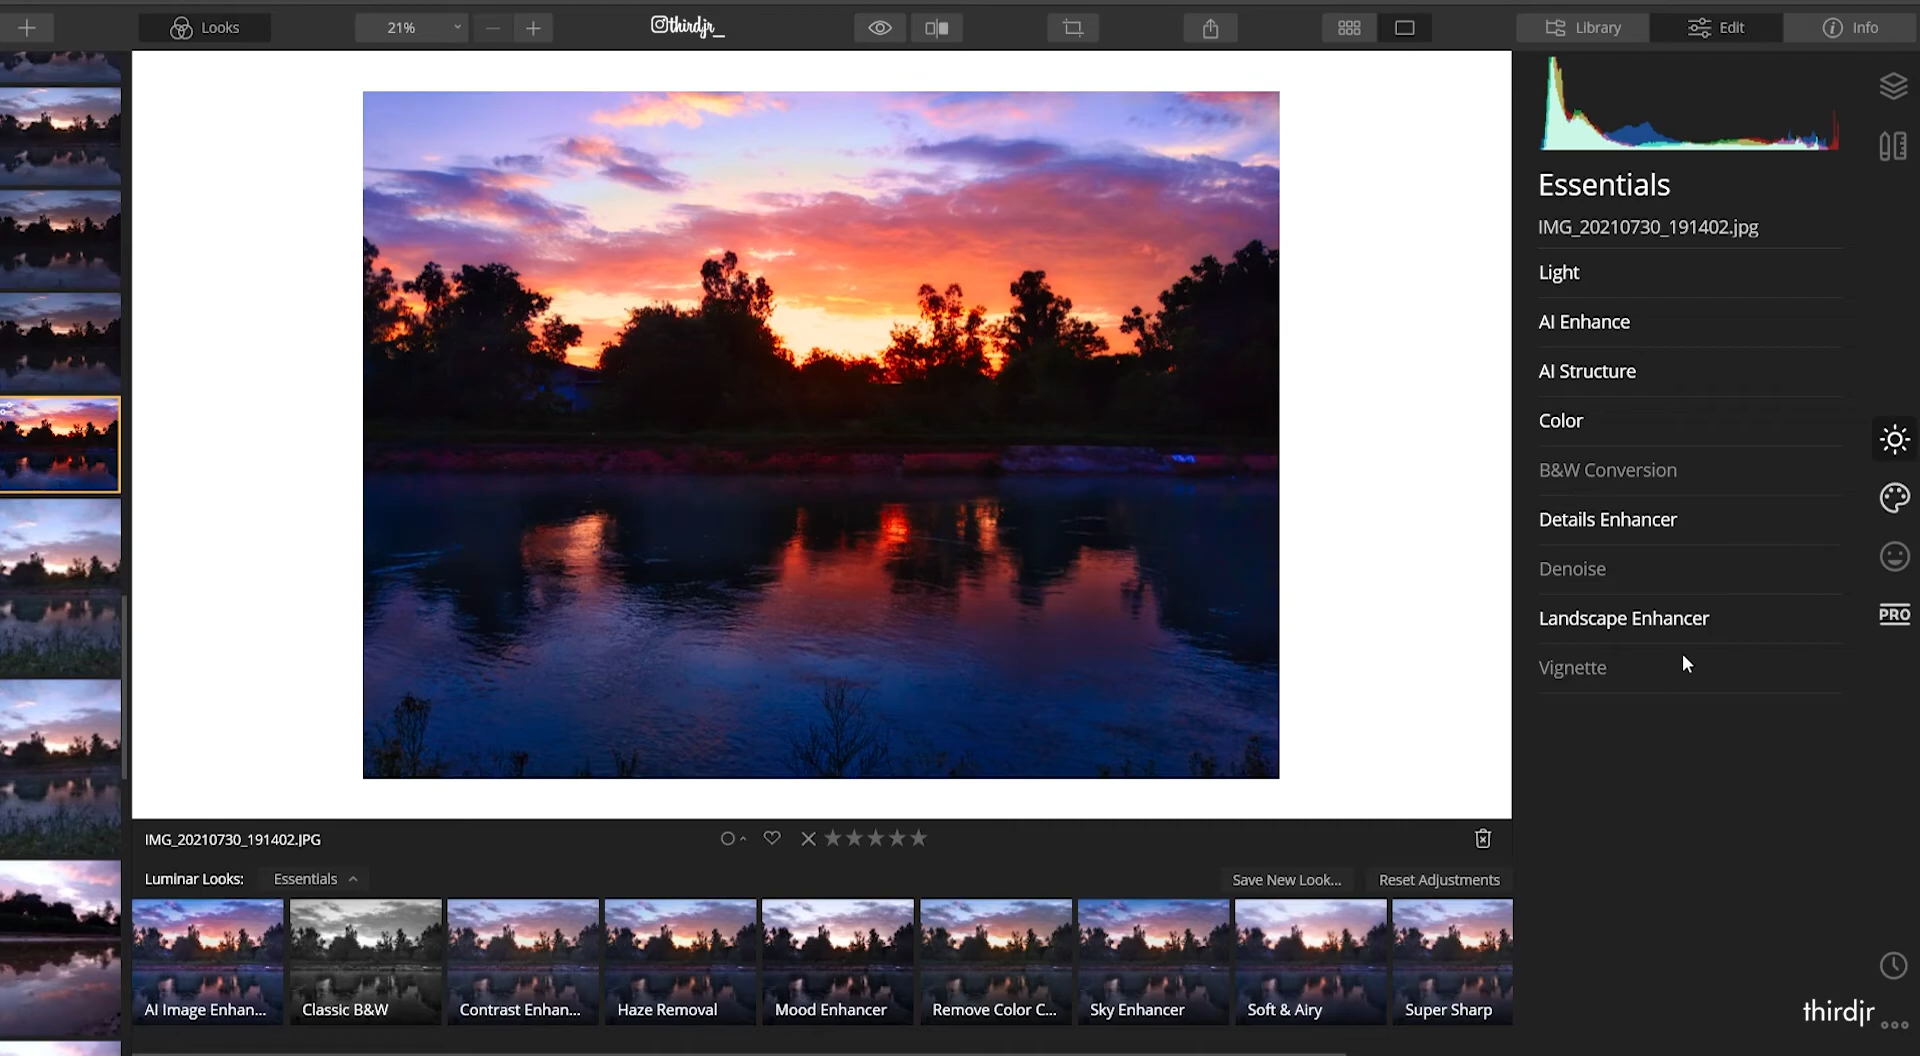 Looks
21%
thirdjr_
Library
Edit
Info
Essentials
IMG_20210730_191402.jpg
Light
AI Enhance
AI Structure
Color
B&W Conversion
Details Enhancer
Denoise
Landscape Enhancer
Vignette
PRO
IMG_20210730_191402.JPG
Luminar Looks:
Essentials
Save New Look...
Reset Adjustments
AI Image Enhan...
Classic B&W
Contrast Enhan...
Haze Removal
Mood Enhancer
Remove Color C...
Sky Enhancer
Soft & Airy
Super Sharp
thirdjr